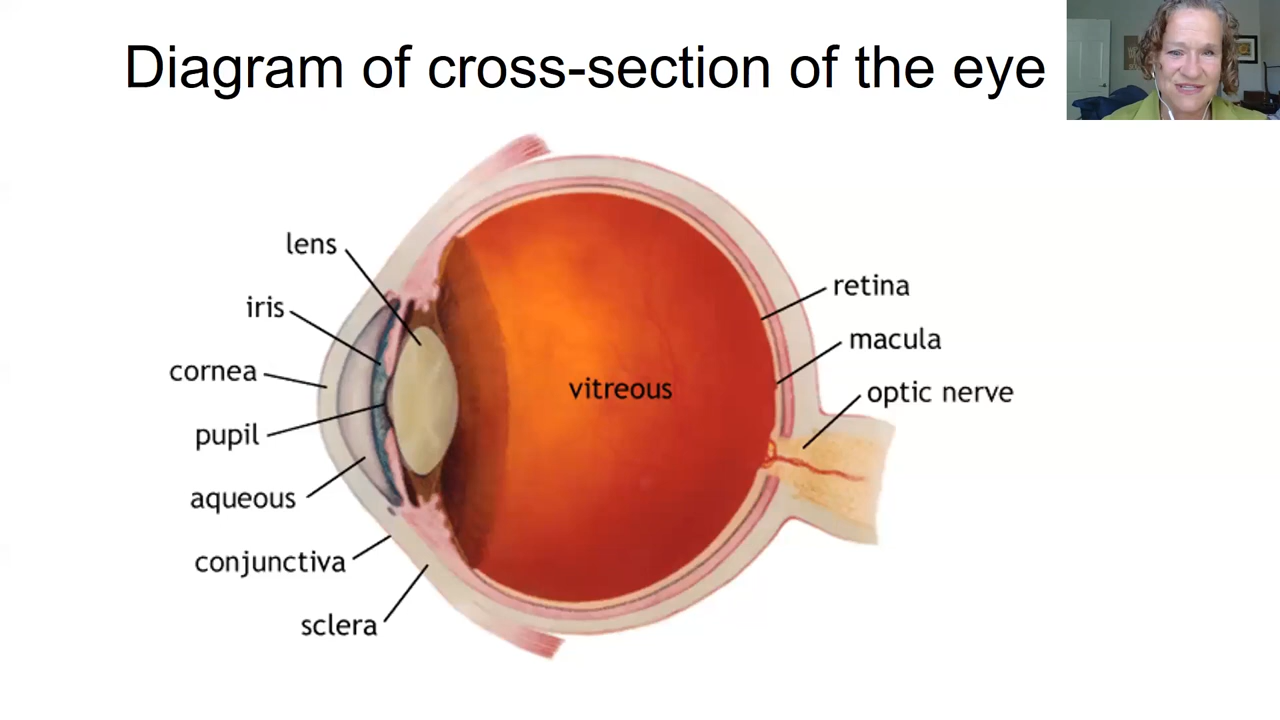 Diagram of cross-section of the eye
lens
iris
cornea
pupil
aqueous
conjunctiva
sclera
vitreous
retina
macula
optic nerve